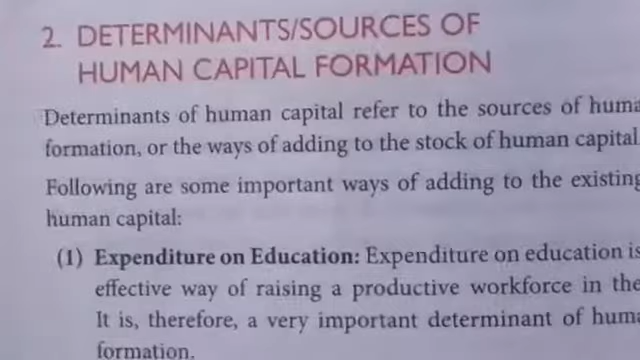 2. DETERMINANTS/SOURCES OF
HUMAN CAPITAL FORMATION
Determinants of human capital refer to the sources of huma
formation, or the ways of adding to the stock of human capital
Following are some important ways of adding to the existing
human capital:
(1) Expenditure on Education: Expenditure on education is
effective way of raising a productive workforce in the
It is, therefore, a very important determinant of huma
formation.